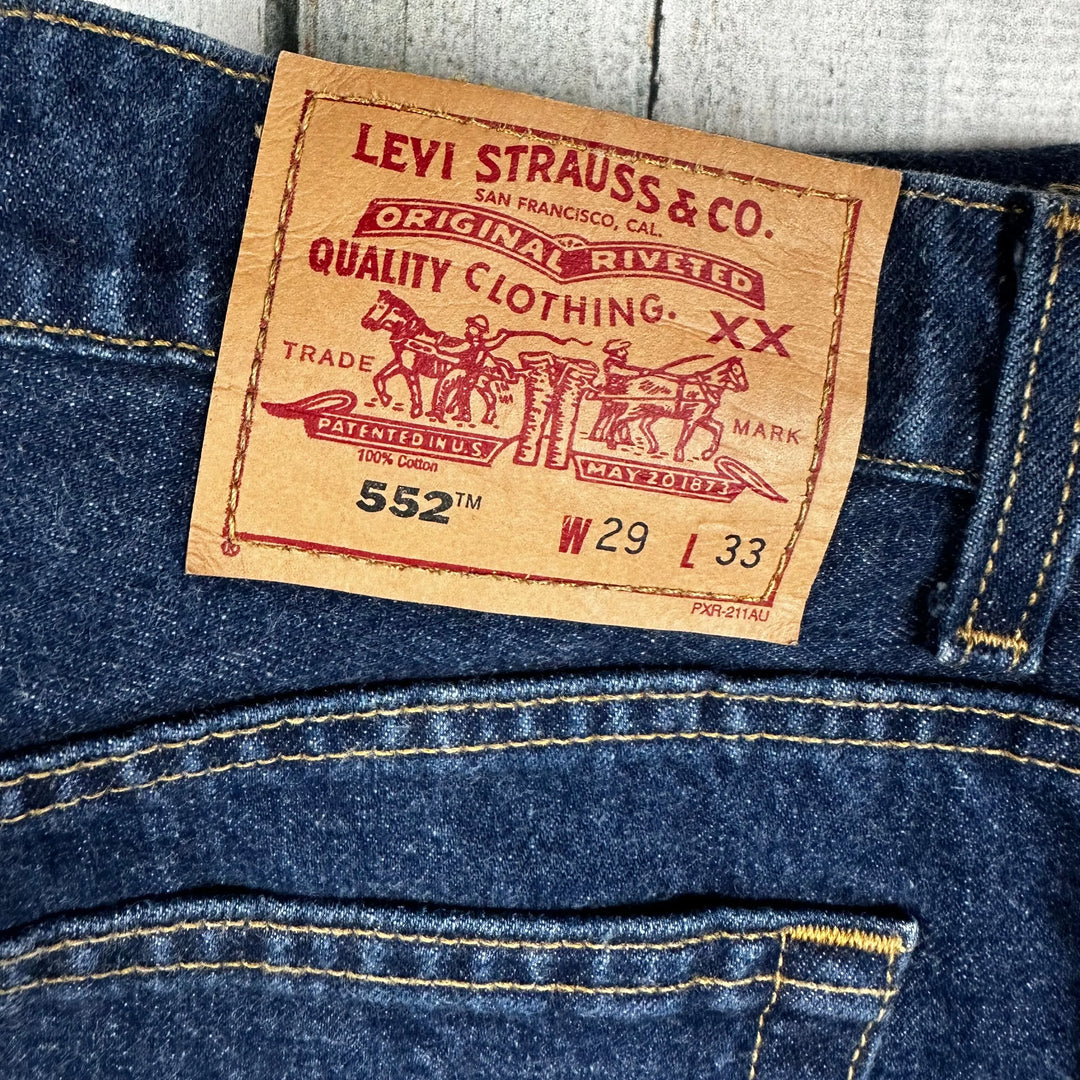 LEVI STRAUSS & CO.
SAN FRANCISCO, CAL.
ORIGINAL RIVETED
QUALITY CLOTHING.
XX
TRADE MARK
PATENTED IN U.S.
MAY 20 1873
100% Cotton
552™ W 29 L 33
PXR-211AU